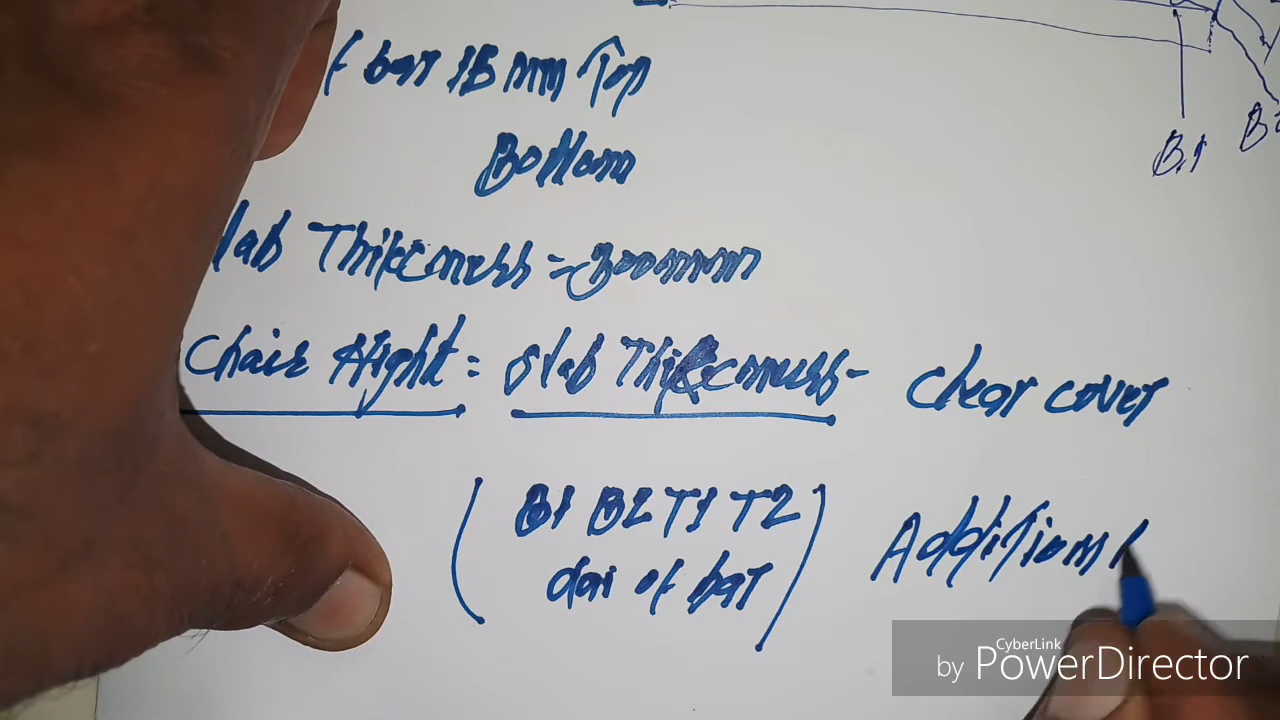 f bar 16 mm Top
Bottom
lab Thikcness = 300mm
Chair Hight = Slab Thikcness - Clear cover
( B1 B2 T1 T2 ) Addition
dai of bar
B1
B2
CyberLink
by PowerDirector